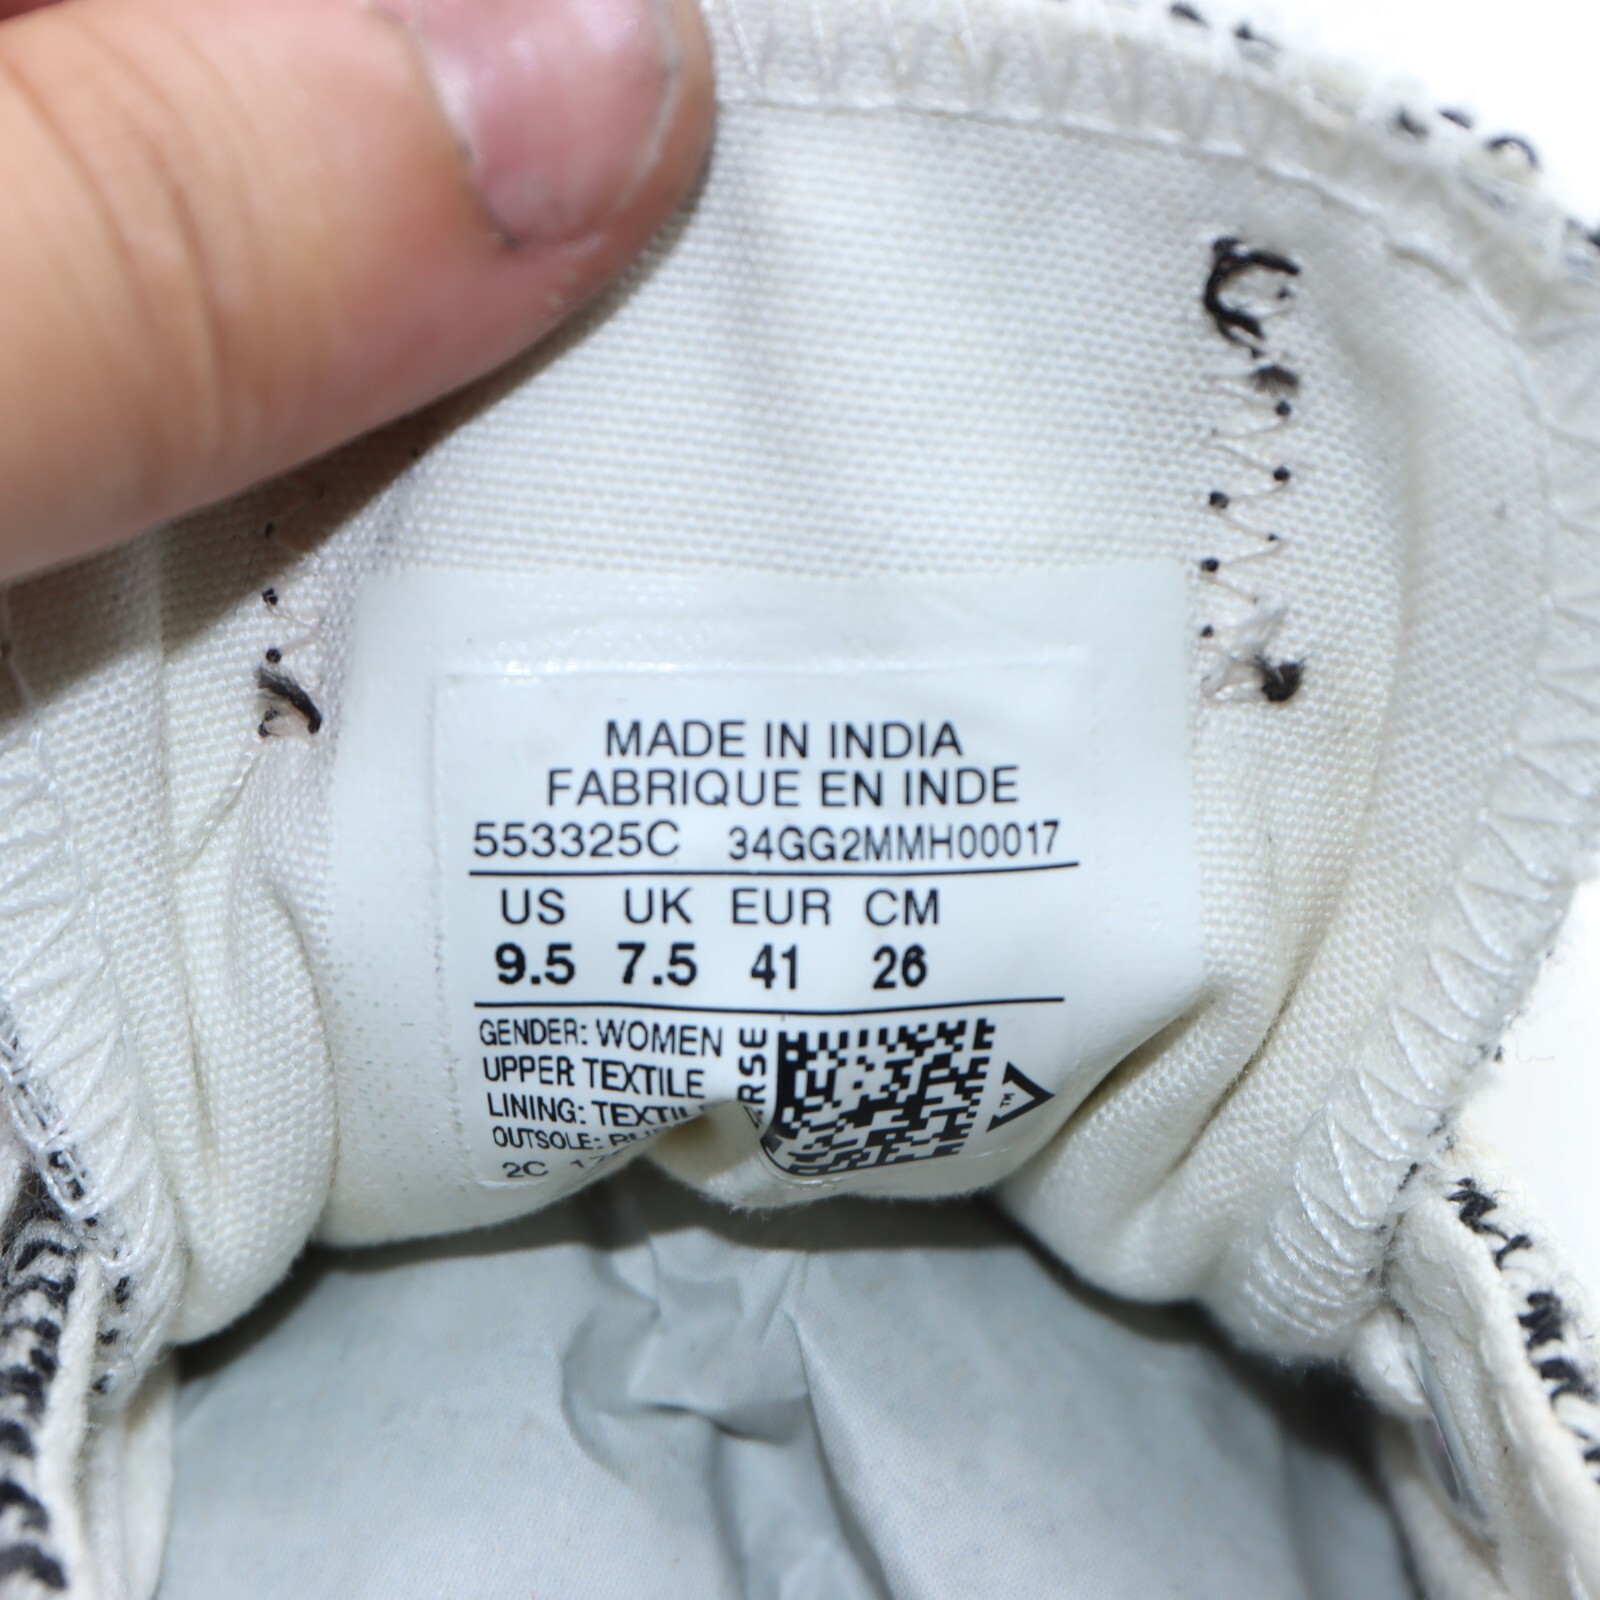 MADE IN INDIA
FABRIQUE EN INDE
553325C 34GG2MMH00017
US UK EUR CM
9.5 7.5 41 26
GENDER: WOMEN
UPPER: TEXTILE
LINING:
OUTSOLE:
2C
TM